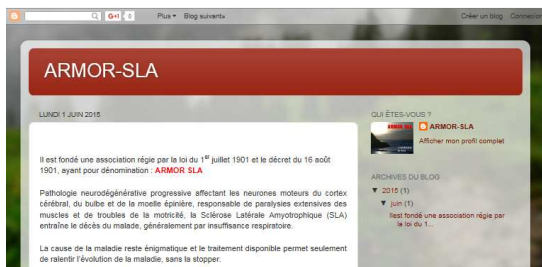 G+1 0 Plus Blog suivant» Créer un blog Connexion
ARMOR-SLA
LUNDI 1 JUIN 2015
Il est fondé une association régie par la loi du 1er juillet 1901 et le décret du 16 août
1901, ayant pour dénomination : ARMOR SLA
Pathologie neurodégénérative progressive affectant les neurones moteurs du cortex
cérébral, du bulbe et de la moelle épinière, responsable de paralysies extensives des
muscles et de troubles de la motricité, la Sclérose Latérale Amyotrophique (SLA)
entraîne le décès du malade, généralement par insuffisance respiratoire.
La cause de la maladie reste énigmatique et le traitement disponible permet seulement
de ralentir l'évolution de la maladie, sans la stopper.
QUI ÊTES-VOUS ?
ARMOR-SLA
Afficher mon profil complet
ARCHIVES DU BLOG
▼ 2015 (1)
▼ juin (1)
Ilest fondé une association régie par
la loi du 1...